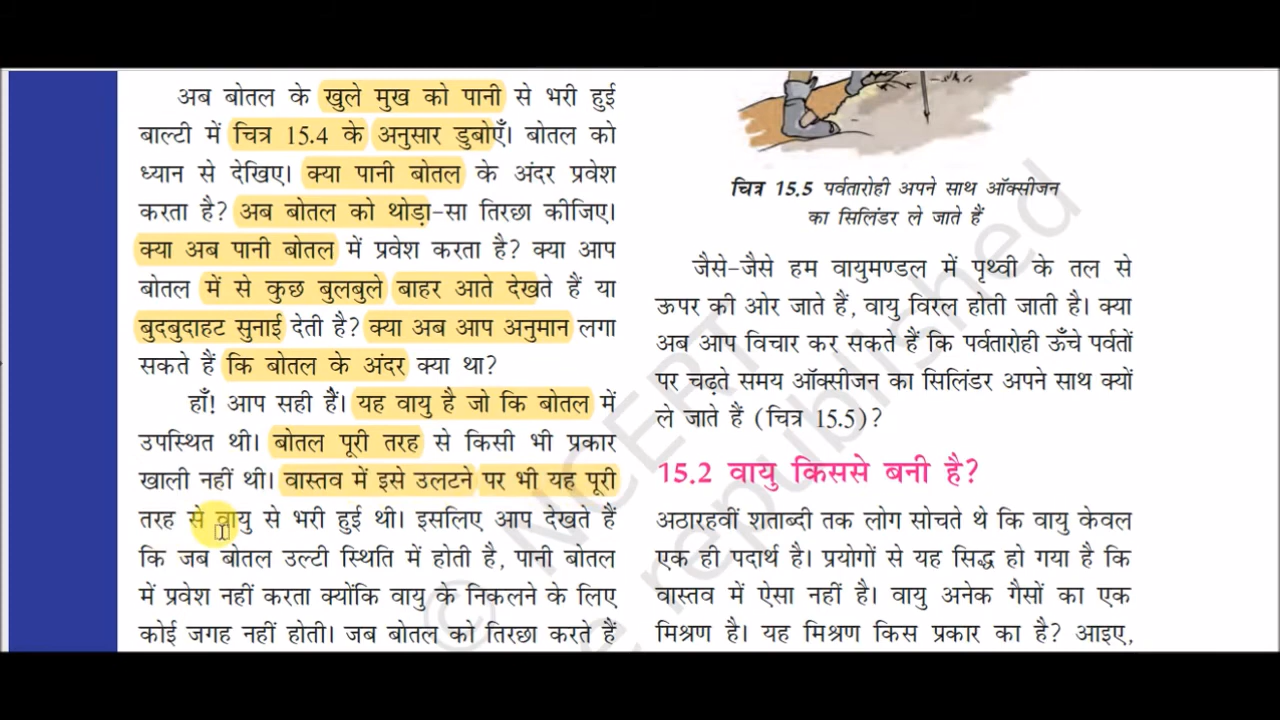 अब बोतल के खुले मुख को पानी से भरी हुई
बाल्टी में चित्र 15.4 के अनुसार डुबोएँ। बोतल को
ध्यान से देखिए। क्या पानी बोतल के अंदर प्रवेश
करता है? अब बोतल को थोड़ा-सा तिरछा कीजिए।
क्या अब पानी बोतल में प्रवेश करता है? क्या आप
बोतल में से कुछ बुलबुले बाहर आते देखते हैं या
बुदबुदाहट सुनाई देती है? क्या अब आप अनुमान लगा
सकते हैं कि बोतल के अंदर क्या था?
हाँ! आप सही हैं। यह वायु है जो कि बोतल में
उपस्थित थी। बोतल पूरी तरह से किसी भी प्रकार
खाली नहीं थी। वास्तव में इसे उलटने पर भी यह पूरी
तरह से वायु से भरी हुई थी। इसलिए आप देखते हैं
कि जब बोतल उल्टी स्थिति में होती है, पानी बोतल
में प्रवेश नहीं करता क्योंकि वायु के निकलने के लिए
कोई जगह नहीं होती। जब बोतल को तिरछा करते हैं
चित्र 15.5 पर्वतारोही अपने साथ ऑक्सीजन
का सिलिंडर ले जाते हैं
जैसे-जैसे हम वायुमण्डल में पृथ्वी के तल से
ऊपर की ओर जाते हैं, वायु विरल होती जाती है। क्या
अब आप विचार कर सकते हैं कि पर्वतारोही ऊँचे पर्वतों
पर चढ़ते समय ऑक्सीजन का सिलिंडर अपने साथ क्यों
ले जाते हैं (चित्र 15.5)?
15.2 वायु किससे बनी है?
अठारहवीं शताब्दी तक लोग सोचते थे कि वायु केवल
एक ही पदार्थ है। प्रयोगों से यह सिद्ध हो गया है कि
वास्तव में ऐसा नहीं है। वायु अनेक गैसों का एक
मिश्रण है। यह मिश्रण किस प्रकार का है? आइए,
© NCERT
republished